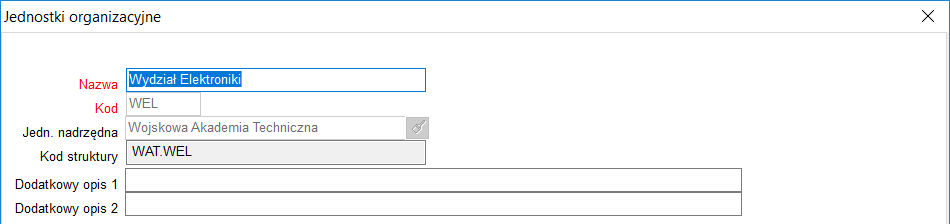 Jednostki organizacyjne
Nazwa Wydział Elektroniki
Kod WEL
Jedn. nadrzędna Wojskowa Akademia Techniczna
Kod struktury WAT.WEL
Dodatkowy opis 1
Dodatkowy opis 2